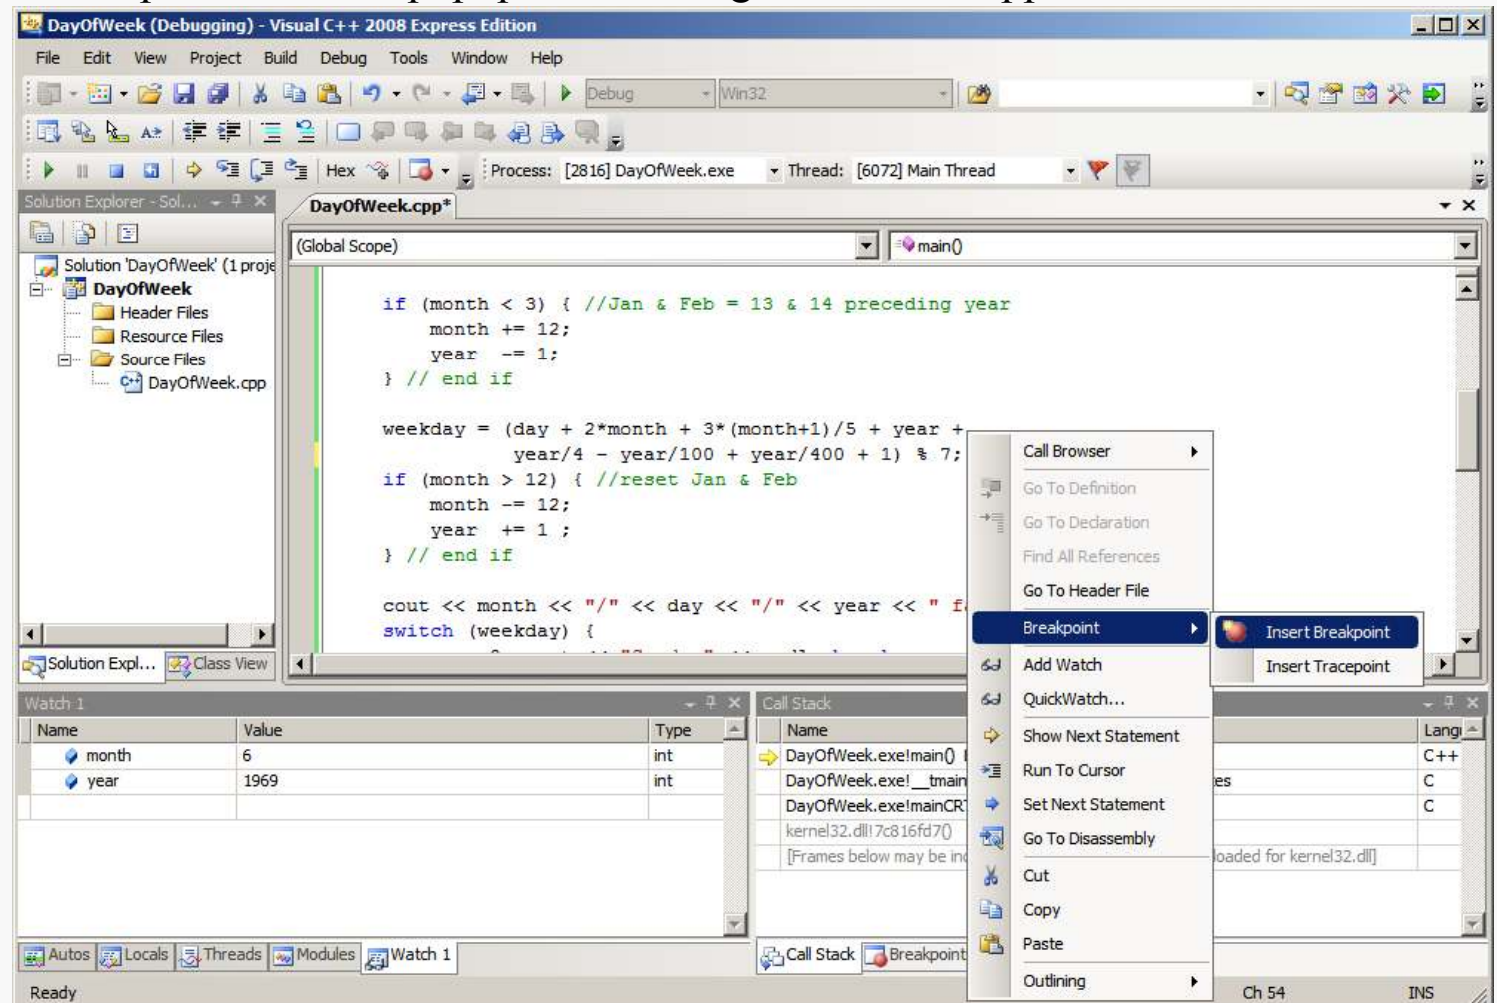 DayOfWeek (Debugging) - Visual C++ 2008 Express Edition
File Edit View Project Build Debug Tools Window Help
Debug Win32
Hex Process: [2816] DayOfWeek.exe Thread: [6072] Main Thread
Solution Explorer - Sol...
DayOfWeek.cpp*
(Global Scope) main()
Solution 'DayOfWeek' (1 proje
DayOfWeek
Header Files
Resource Files
Source Files
DayOfWeek.cpp
if (month < 3) { //Jan & Feb = 13 & 14 preceding year
month += 12;
year -= 1;
} // end if
weekday = (day + 2*month + 3*(month+1)/5 + year +
year/4 - year/100 + year/400 + 1) % 7;
if (month > 12) { //reset Jan & Feb
month -= 12;
year += 1 ;
} // end if
cout << month << "/" << day << "/" << year << " f
switch (weekday) {
Call Browser
Go To Definition
Go To Declaration
Find All References
Go To Header File
Breakpoint
Insert Breakpoint
Insert Tracepoint
Add Watch
QuickWatch...
Show Next Statement
Run To Cursor
Set Next Statement
Go To Disassembly
Cut
Copy
Paste
Outlining
Solution Expl... Class View
Watch 1
Name Value Type
month 6 int
year 1969 int
Call Stack
Name Lang
DayOfWeek.exe!main() C++
DayOfWeek.exe!__tmain es C
DayOfWeek.exe!mainCR C
kernel32.dll!7c816fd7()
[Frames below may be inc oaded for kernel32.dll]
Autos Locals Threads Modules Watch 1
Call Stack Breakpoint
Ready Ch 54 INS